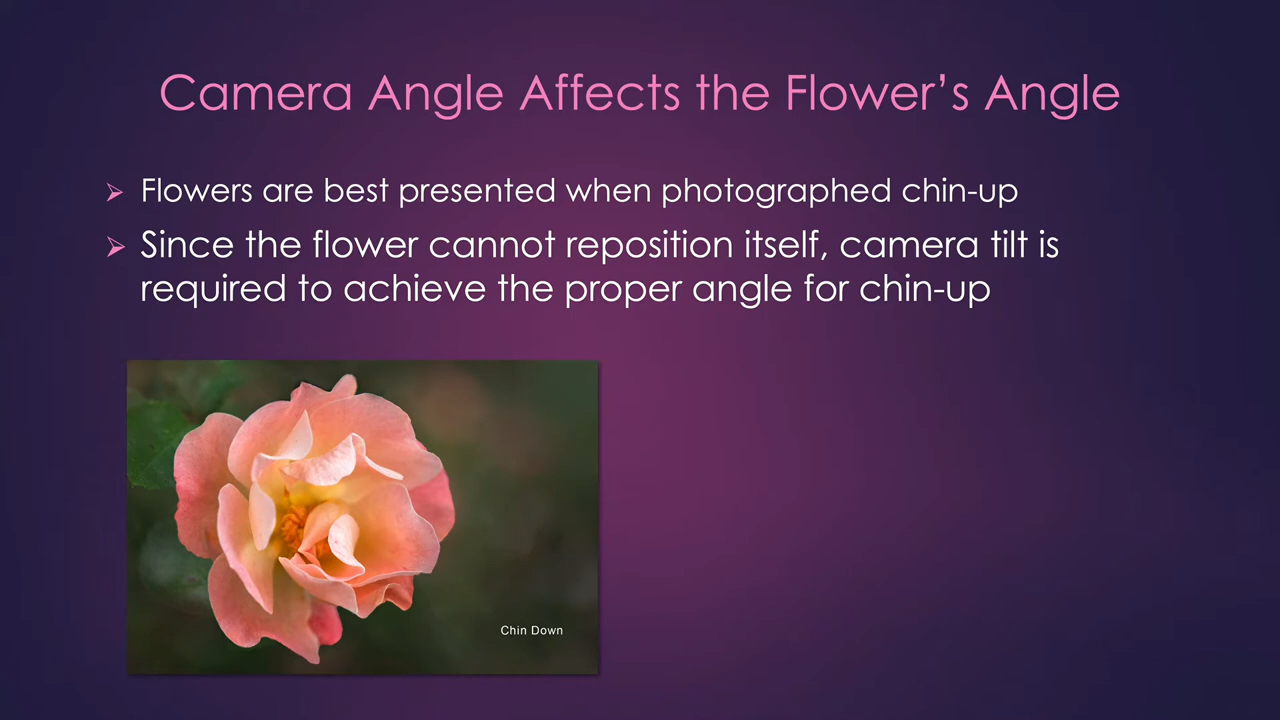 Camera Angle Affects the Flower’s Angle
Flowers are best presented when photographed chin-up
Since the flower cannot reposition itself, camera tilt is
required to achieve the proper angle for chin-up
Chin Down